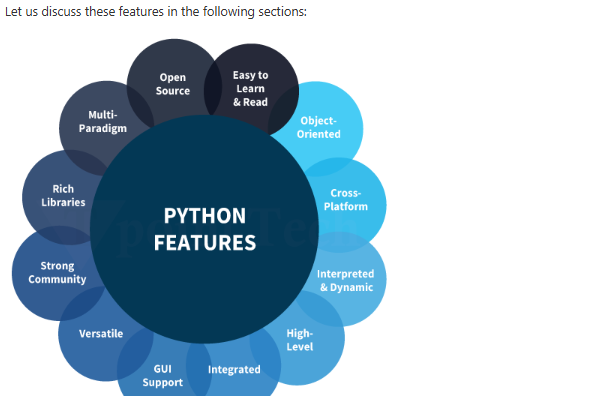 Let us discuss these features in the following sections:
Open
Source
Easy to
Learn
& Read
Object-
Oriented
Cross-
Platform
Interpreted
& Dynamic
High-
Level
Integrated
GUI
Support
Versatile
Strong
Community
Rich
Libraries
Multi-
Paradigm
PYTHON
FEATURES